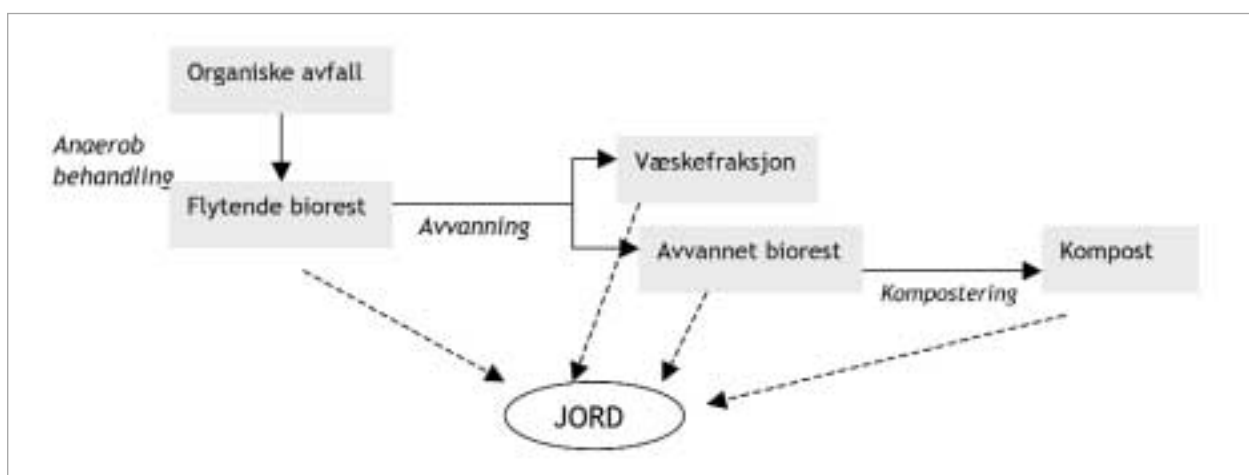 Organiske avfall
Anaerob
behandling
Flytende biorest
Avvanning
Væskefraksjon
Avvannet biorest
Kompostering
Kompost
JORD